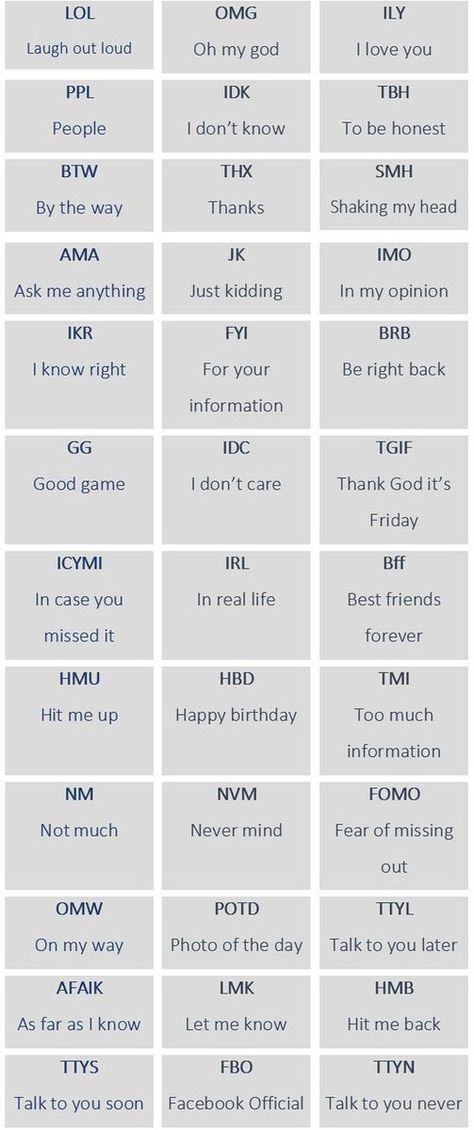 LOL
Laugh out loud
OMG
Oh my god
ILY
I love you
PPL
People
IDK
I don't know
TBH
To be honest
BTW
By the way
THX
Thanks
SMH
Shaking my head
AMA
Ask me anything
JK
Just kidding
IMO
In my opinion
IKR
I know right
FYI
For your
information
BRB
Be right back
GG
Good game
IDC
I don't care
TGIF
Thank God it's
Friday
ICYMI
In case you
missed it
IRL
In real life
Bff
Best friends
forever
HMU
Hit me up
HBD
Happy birthday
TMI
Too much
information
NM
Not much
NVM
Never mind
FOMO
Fear of missing
out
OMW
On my way
POTD
Photo of the day
TTYL
Talk to you later
AFAIK
As far as I know
LMK
Let me know
HMB
Hit me back
TTYS
Talk to you soon
FBO
Facebook Official
TTYN
Talk to you never